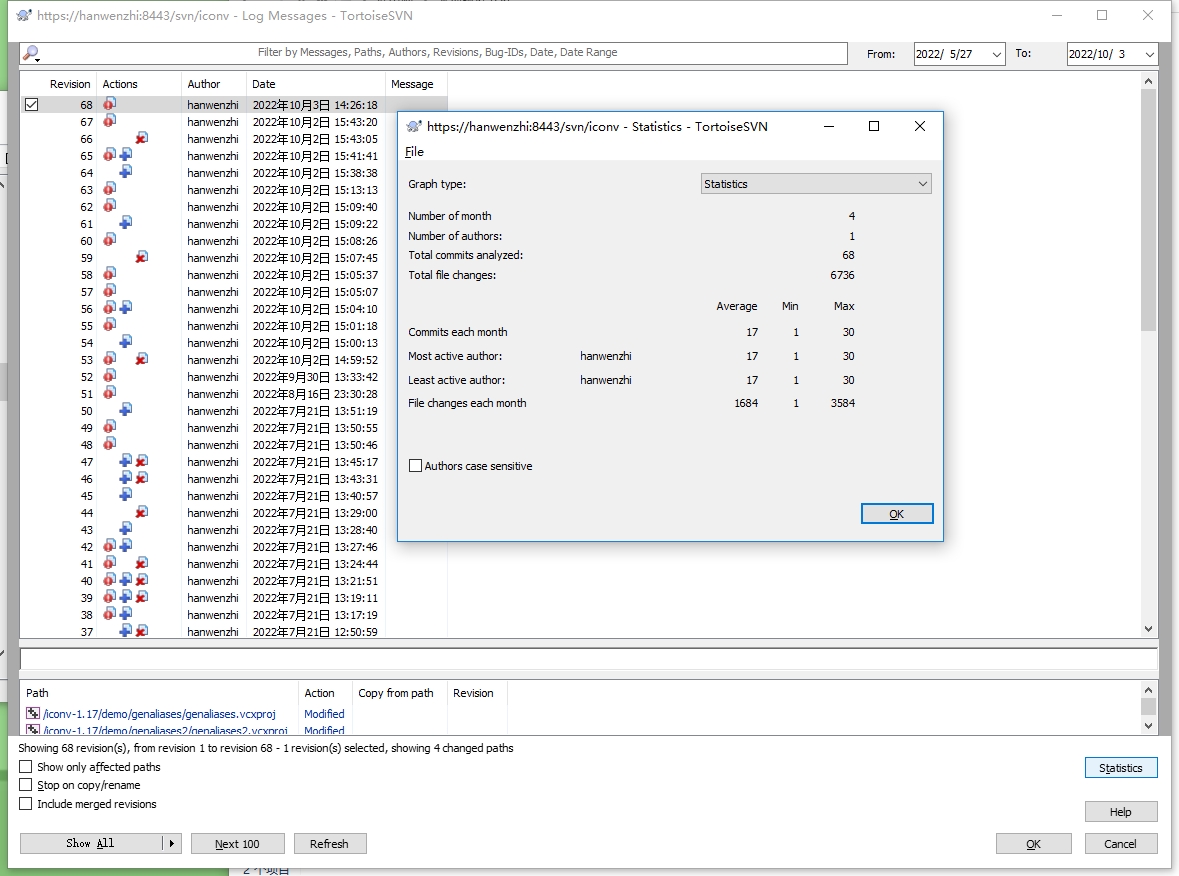 https://hanwenzhi:8443/svn/iconv - Log Messages - TortoiseSVN
Filter by Messages, Paths, Authors, Revisions, Bug-IDs, Date, Date Range
From: 2022/ 5/27 To: 2022/10/ 3
Revision Actions Author Date Message
68 hanwenzhi 2022年10月3日 14:26:18
67 hanwenzhi 2022年10月2日 15:43:20
66 hanwenzhi 2022年10月2日 15:43:05
65 hanwenzhi 2022年10月2日 15:41:41
64 hanwenzhi 2022年10月2日 15:38:38
63 hanwenzhi 2022年10月2日 15:13:13
62 hanwenzhi 2022年10月2日 15:09:40
61 hanwenzhi 2022年10月2日 15:09:22
60 hanwenzhi 2022年10月2日 15:08:26
59 hanwenzhi 2022年10月2日 15:07:45
58 hanwenzhi 2022年10月2日 15:05:37
57 hanwenzhi 2022年10月2日 15:05:07
56 hanwenzhi 2022年10月2日 15:04:10
55 hanwenzhi 2022年10月2日 15:01:18
54 hanwenzhi 2022年10月2日 15:00:13
53 hanwenzhi 2022年10月2日 14:59:52
52 hanwenzhi 2022年9月30日 13:33:42
51 hanwenzhi 2022年8月16日 23:30:28
50 hanwenzhi 2022年7月21日 13:51:19
49 hanwenzhi 2022年7月21日 13:50:55
48 hanwenzhi 2022年7月21日 13:50:46
47 hanwenzhi 2022年7月21日 13:45:17
46 hanwenzhi 2022年7月21日 13:43:31
45 hanwenzhi 2022年7月21日 13:40:57
44 hanwenzhi 2022年7月21日 13:29:00
43 hanwenzhi 2022年7月21日 13:28:40
42 hanwenzhi 2022年7月21日 13:27:46
41 hanwenzhi 2022年7月21日 13:24:44
40 hanwenzhi 2022年7月21日 13:21:51
39 hanwenzhi 2022年7月21日 13:19:11
38 hanwenzhi 2022年7月21日 13:17:19
37 hanwenzhi 2022年7月21日 12:50:59
https://hanwenzhi:8443/svn/iconv - Statistics - TortoiseSVN
File
Graph type: Statistics
Number of month 4
Number of authors: 1
Total commits analyzed: 68
Total file changes: 6736
Average Min Max
Commits each month 17 1 30
Most active author: hanwenzhi 17 1 30
Least active author: hanwenzhi 17 1 30
File changes each month 1684 1 3584
Authors case sensitive
OK
Path Action Copy from path Revision
/iconv-1.17/demo/genaliases/genaliases.vcxproj Modified
/iconv-1.17/demo/genaliases2/genaliases2.vcxproj Modified
Showing 68 revision(s), from revision 1 to revision 68 - 1 revision(s) selected, showing 4 changed paths
Show only affected paths
Statistics
Stop on copy/rename
Include merged revisions
Help
Show All Next 100 Refresh OK Cancel
2 个项目